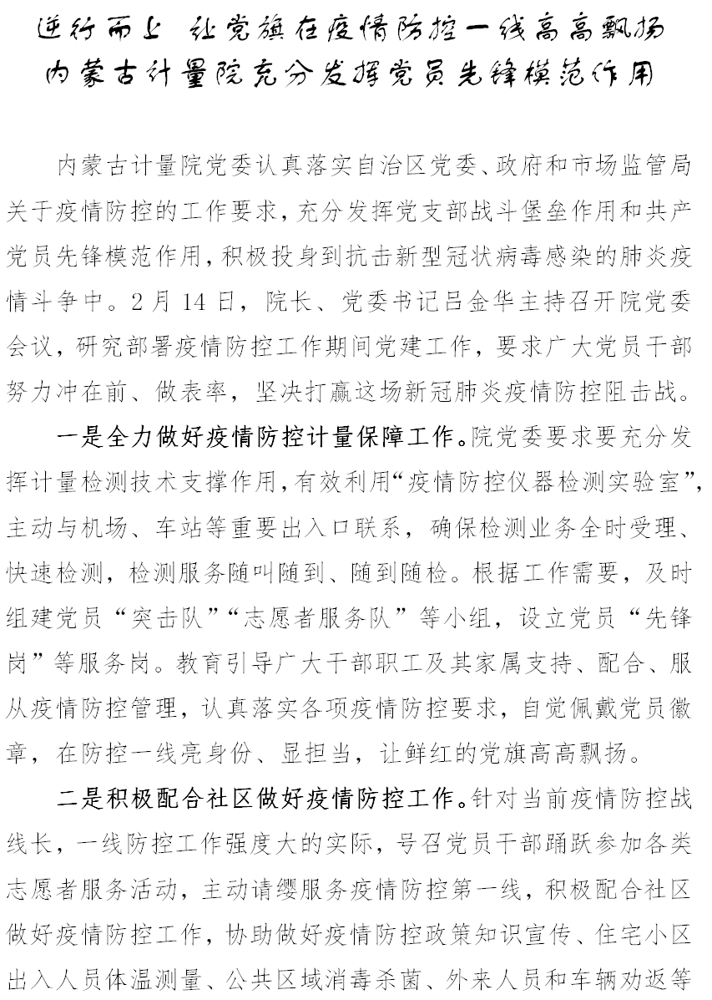 逆行而上 让党旗在疫情防控一线高高飘扬
内蒙古计量院充分发挥党员先锋模范作用
内蒙古计量院党委认真落实自治区党委、政府和市场监管局
关于疫情防控的工作要求，充分发挥党支部战斗堡垒作用和共产
党员先锋模范作用，积极投身到抗击新型冠状病毒感染的肺炎疫
情斗争中。2月14日，院长、党委书记吕金华主持召开院党委
会议，研究部署疫情防控工作期间党建工作，要求广大党员干部
努力冲在前、做表率，坚决打赢这场新冠肺炎疫情防控阻击战。
一是全力做好疫情防控计量保障工作。院党委要求要充分发
挥计量检测技术支撑作用，有效利用“疫情防控仪器检测实验室”，
主动与机场、车站等重要出入口联系，确保检测业务全时受理、
快速检测，检测服务随叫随到、随到随检。根据工作需要，及时
组建党员“突击队”“志愿者服务队”等小组，设立党员“先锋
岗”等服务岗。教育引导广大干部职工及其家属支持、配合、服
从疫情防控管理，认真落实各项疫情防控要求，自觉佩戴党员徽
章，在防控一线亮身份、显担当，让鲜红的党旗高高飘扬。
二是积极配合社区做好疫情防控工作。针对当前疫情防控战
线长，一线防控工作强度大的实际，号召党员干部踊跃参加各类
志愿者服务活动，主动请缨服务疫情防控第一线，积极配合社区
做好疫情防控工作，协助做好疫情防控政策知识宣传、住宅小区
出入人员体温测量、公共区域消毒杀菌、外来人员和车辆劝返等